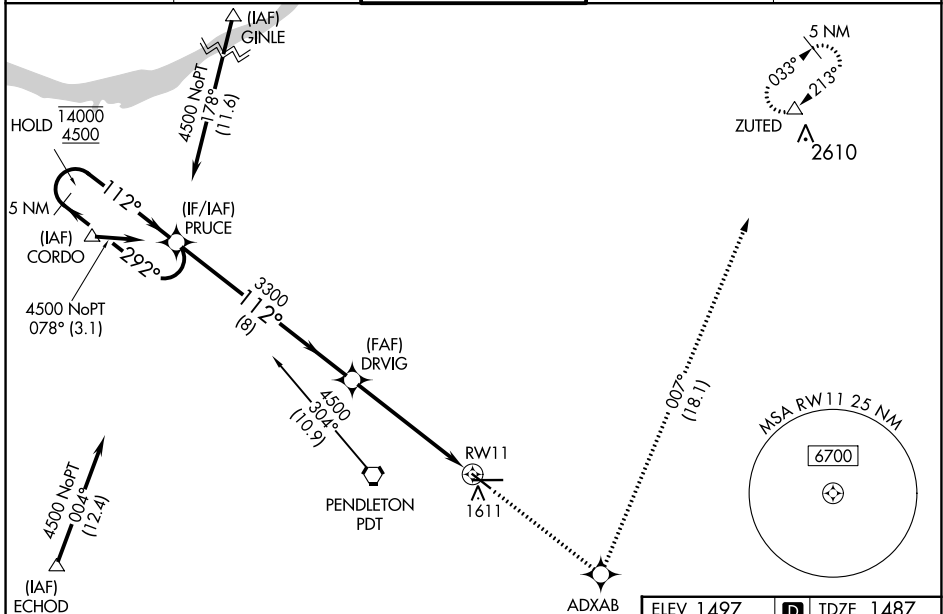 (IAF)
GINLE
4500 NoPT
178°
(11.6)
HOLD
14000
4500
5 NM
112°
(IAF)
CORDO
292°
4500 NoPT
078° (3.1)
(IF/IAF)
PRUCE
3300
112°
(8)
(FAF)
DRVIG
4500
304°
(10.9)
PENDLETON
PDT
RW11
1611
4500 NoPT
004°
(12.4)
(IAF)
ECHOD
ADXAB
007°
(18.1)
5 NM
033°
213°
ZUTED
2610
MSA RW11 25 NM
6700
ELEV 1497
D
TDZE 1487